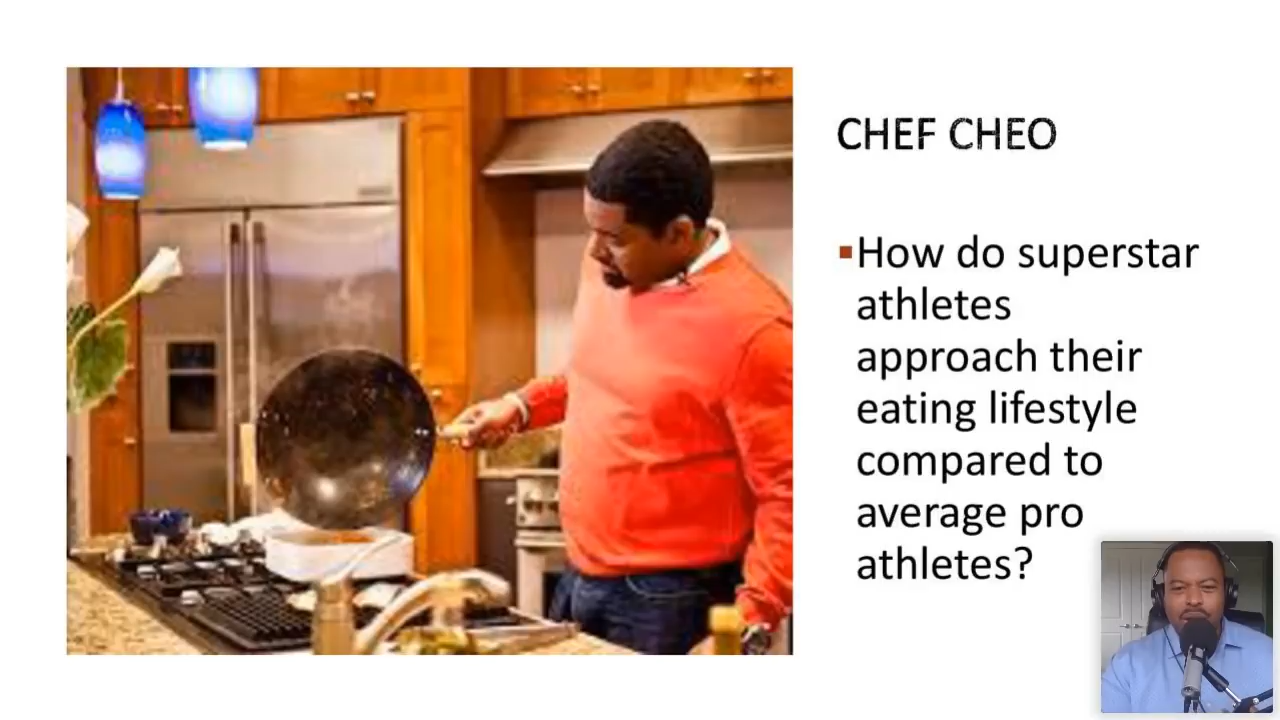 CHEF CHEO
▪How do superstar
athletes
approach their
eating lifestyle
compared to
average pro
athletes?